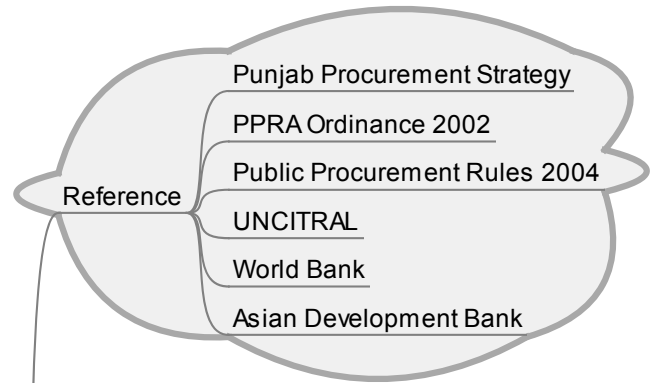 Punjab Procurement Strategy
PPRA Ordinance 2002
Public Procurement Rules 2004
Reference
UNCITRAL
World Bank
Asian Development Bank